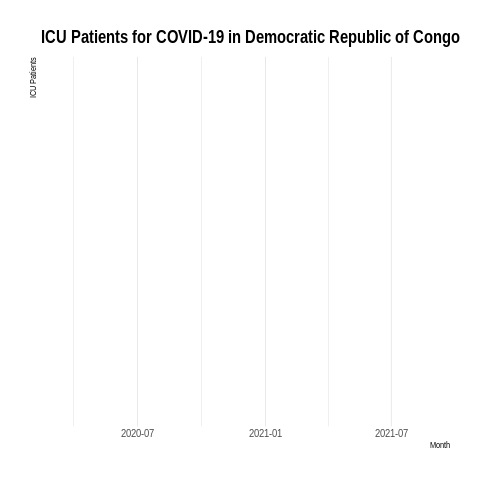 ICU Patients for COVID-19 in Democratic Republic of Congo
ICU Patients
2020-07
2021-01
2021-07
Month